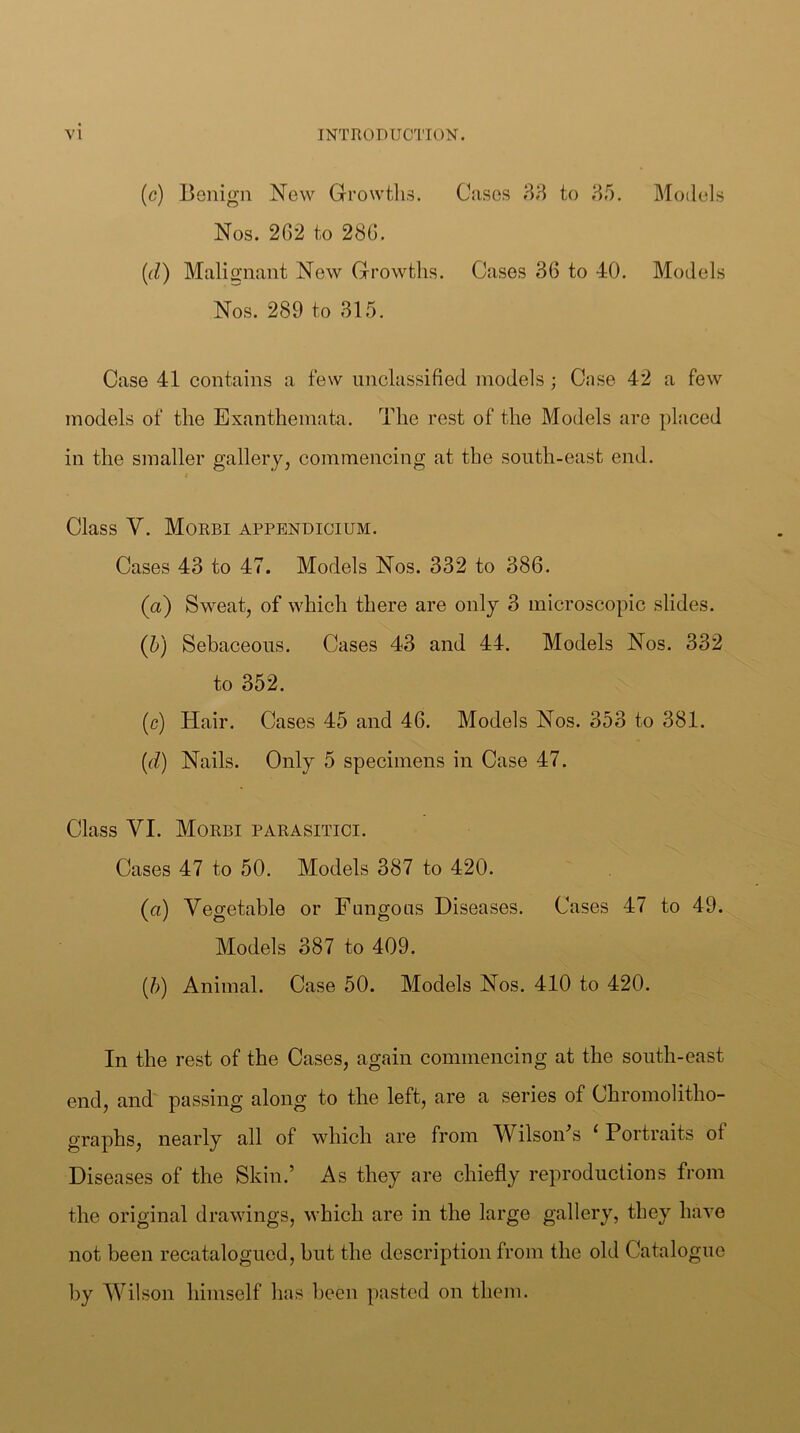 vi INTRODUCTION.
(c) Benign New Growths. Cases 33 to 35. Models
Nos. 262 to 286.
(d) Malignant New Growths. Cases 36 to 40. Models
Nos. 289 to 315.
Case 41 contains a few unclassified models; Case 42 a few
models of the Exanthemata. The rest of the Models are placed
in the smaller gallery, commencing at the south-east end.
Class V. MORBI APPENDICIUM.
Cases 43 to 47. Models Nos. 332 to 386.
(a) Sweat, of which there are only 3 microscopic slides.
(b) Sebaceous. Cases 43 and 44. Models Nos. 332
to 352.
(c) Hair. Cases 45 and 46. Models Nos. 353 to 381.
(d) Nails. Only 5 specimens in Case 47.
Class VI. MORBI PARASITICI.
Cases 47 to 50. Models 387 to 420.
(a) Vegetable or Fungous Diseases. Cases 47 to 49.
Models 387 to 409.
(b) Animal. Case 50. Models Nos. 410 to 420.
In the rest of the Cases, again commencing at the south-east
end, and passing along to the left, are a series of Chromolitho-
graphs, nearly all of which are from Wilson's ‘Portraits of
Diseases of the Skin.’ As they are chiefly reproductions from
the original drawings, which are in the large gallery, they have
not been recatalogued, but the description from the old Catalogue
by Wilson himself has been pasted on them.